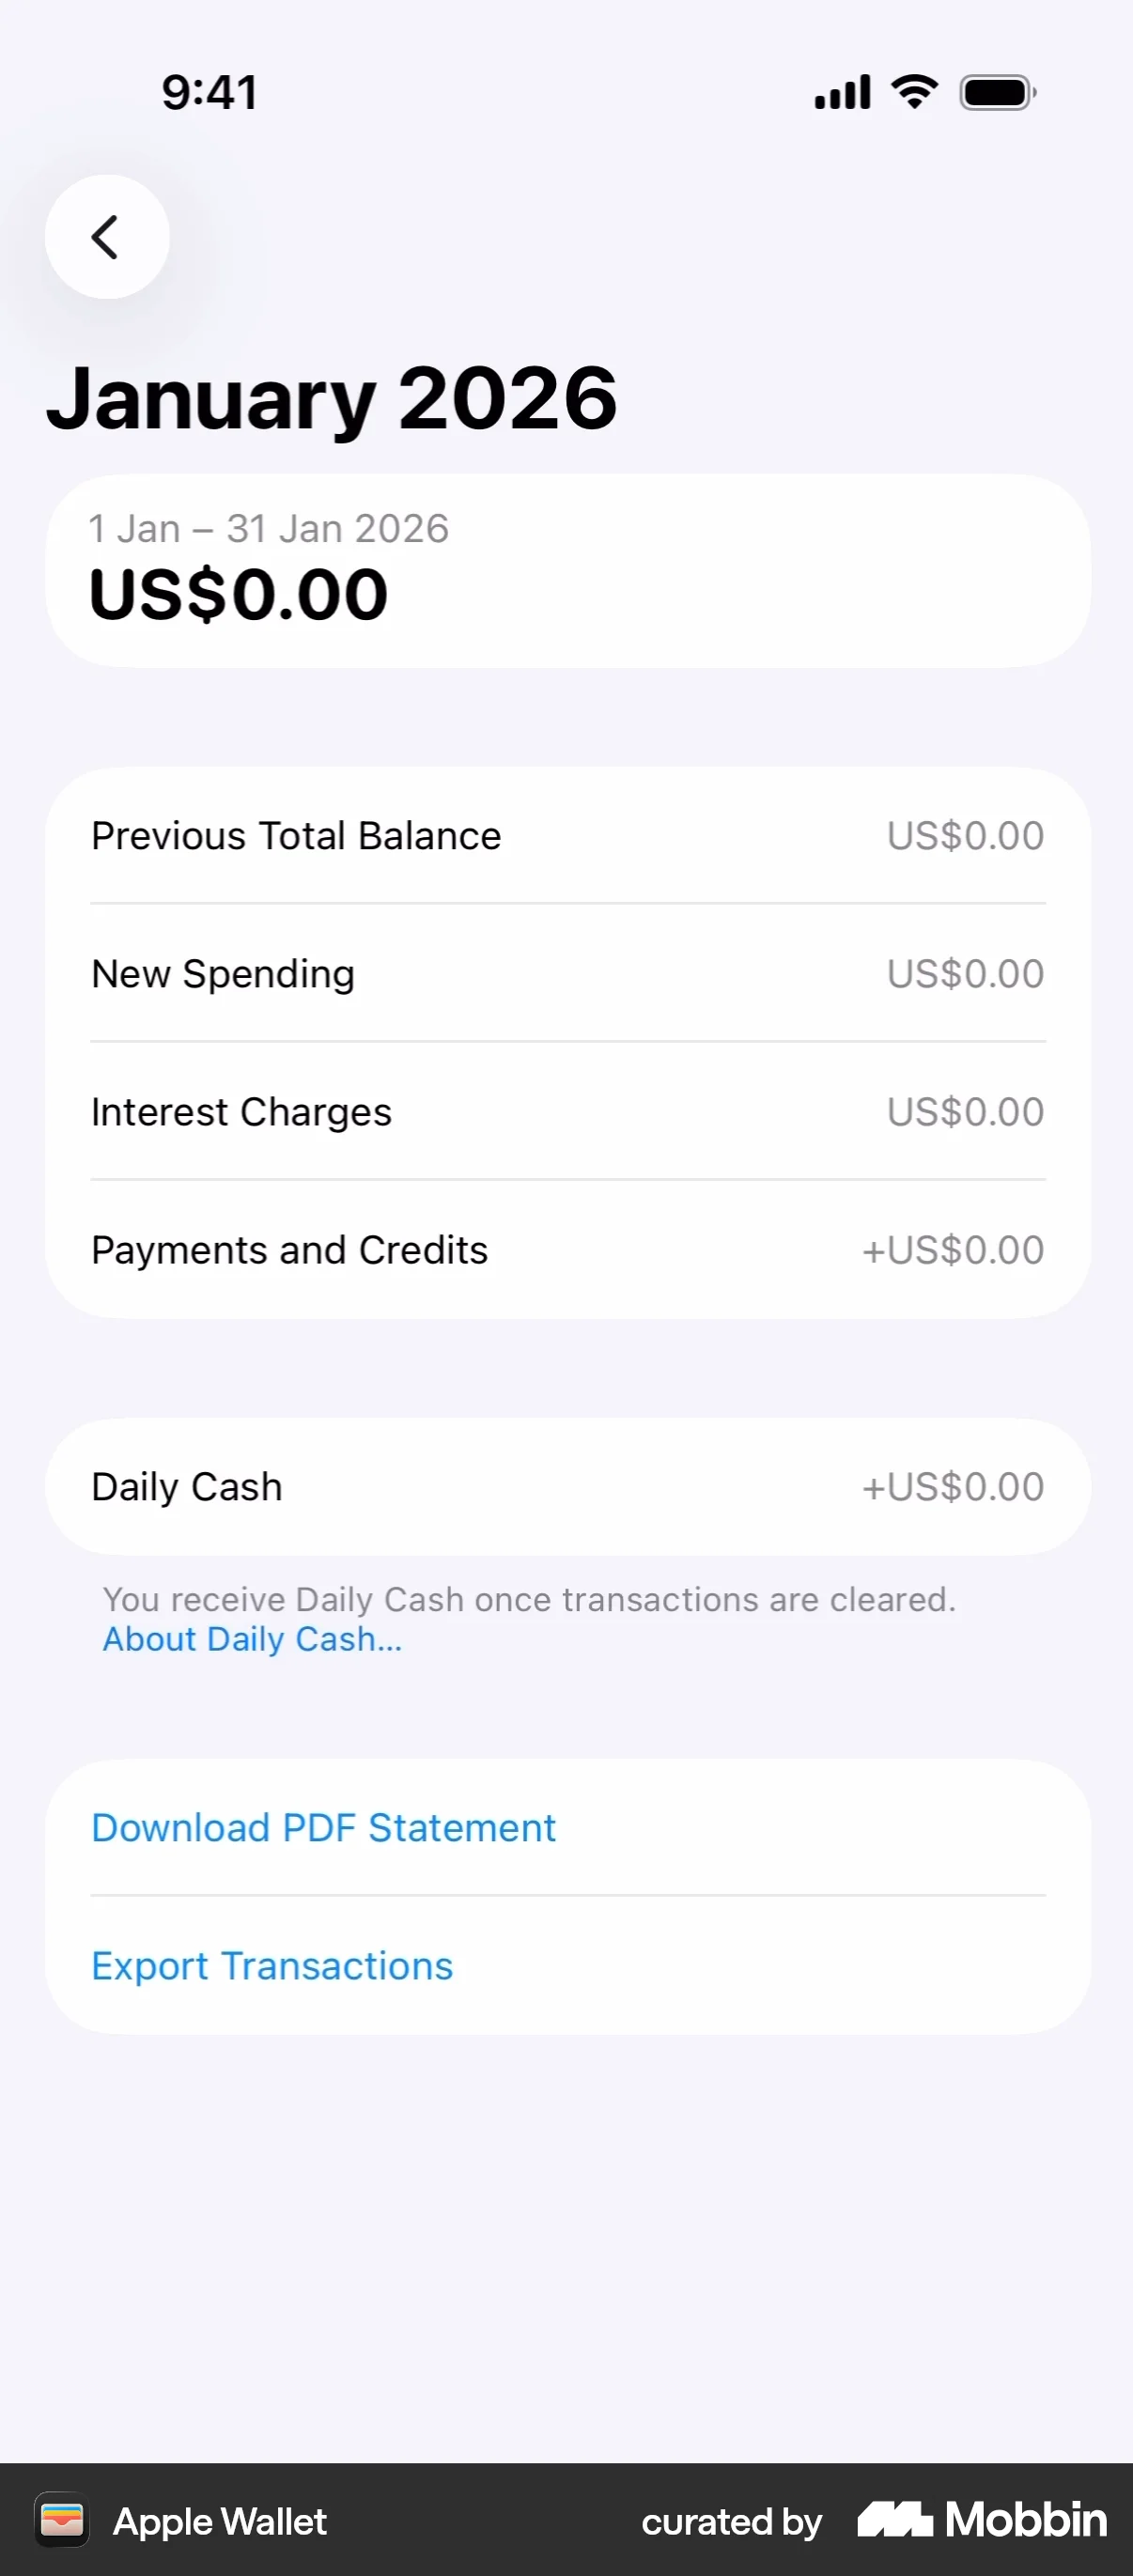 9:41
January 2026
1 Jan – 31 Jan 2026
US$0.00
Previous Total Balance US$0.00
New Spending US$0.00
Interest Charges US$0.00
Payments and Credits +US$0.00
Daily Cash +US$0.00
You receive Daily Cash once transactions are cleared.
About Daily Cash...
Download PDF Statement
Export Transactions
Apple Wallet curated by Mobbin